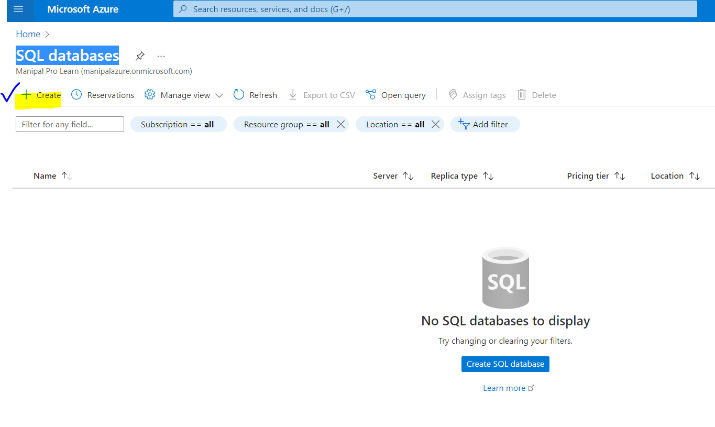 Microsoft Azure
Search resources, services, and docs (G+/)
Home >
SQL databases ...
Manipal Pro Learn (manipalazure.onmicrosoft.com)
+ Create Reservations Manage view Refresh Export to CSV Open query Assign tags Delete
Filter for any field... Subscription == all Resource group == all Location == all Add filter
Name Server Replica type Pricing tier Location
SQL
No SQL databases to display
Try changing or clearing your filters.
Create SQL database
Learn more